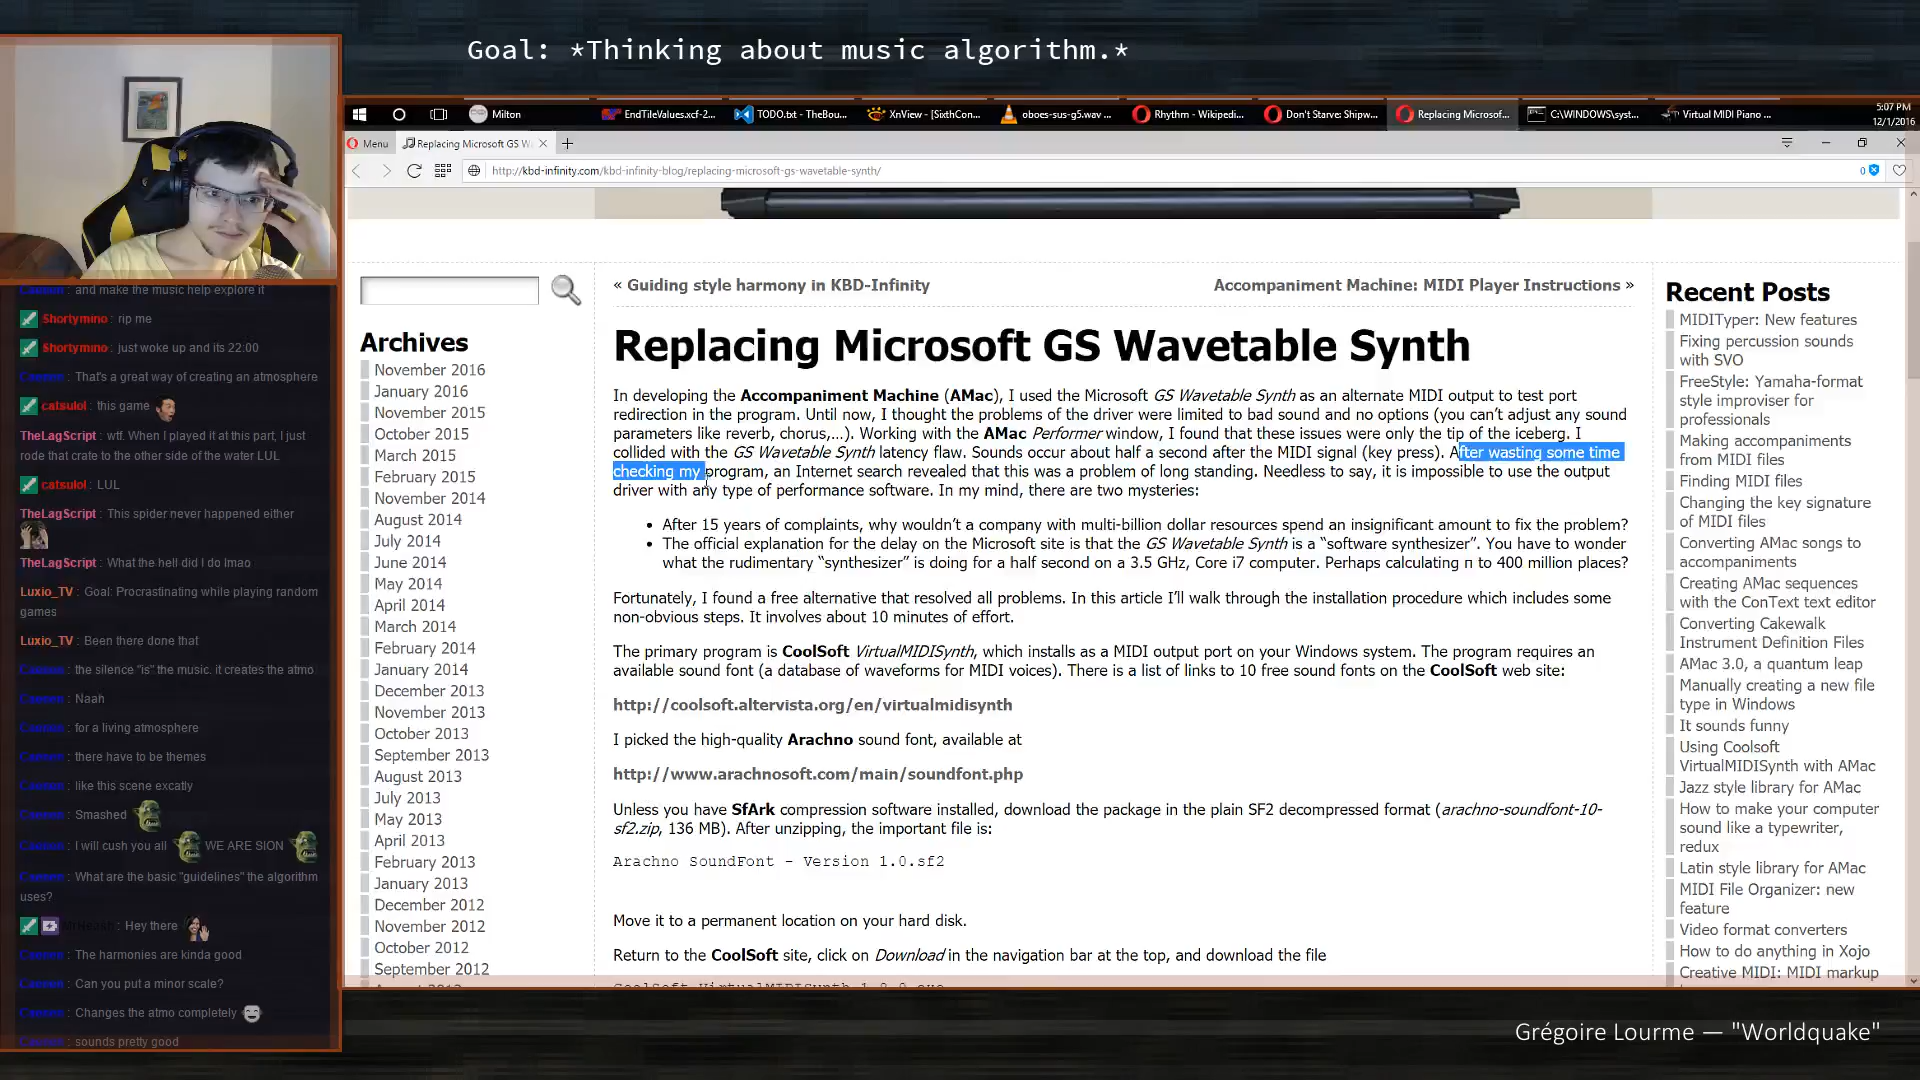 Goal: *Thinking about music algorithm.*
Milton
EndTileValues.xcf-2...
TODO.txt - TheBou...
XnView - [SixthCon...
oboes-sus-g5.wav ...
Rhythm - Wikipedi...
Don't Starve: Shipw...
Replacing Microsof...
C:\WINDOWS\syst...
Virtual MIDI Piano ...
5:07 PM
12/1/2016
Menu
Replacing Microsoft GS W
http://kbd-infinity.com/kbd-infinity-blog/replacing-microsoft-gs-wavetable-synth/
0
Cannon : and make the music help explore it
Shortymino : rip me
Shortymino : just woke up and its 22:00
That's a great way of creating an atmosphere
catsulol : this game
TheLagScript : wtf. When I played it at this part, I just
rode that crate to the other side of the water LUL
catsulol : LUL
TheLagScript : This spider never happened either
TheLagScript : What the hell did I do lmao
Luxio_TV : Goal: Procrastinating while playing random
games
Luxio_TV : Been there done that
the silence "is" the music. it creates the atmo
Naah
for a living atmosphere
there have to be themes
like this scene excatly
Smashed
I will cush you all WE ARE SION
What are the basic "guidelines" the algorithm
uses?
: Hey there
The harmonies are kinda good
Can you put a minor scale?
Changes the atmo completely
sounds pretty good
Archives
November 2016
January 2016
November 2015
October 2015
March 2015
February 2015
November 2014
August 2014
July 2014
June 2014
May 2014
April 2014
March 2014
February 2014
January 2014
December 2013
November 2013
October 2013
September 2013
August 2013
July 2013
May 2013
April 2013
February 2013
January 2013
December 2012
November 2012
October 2012
September 2012
« Guiding style harmony in KBD-Infinity
Accompaniment Machine: MIDI Player Instructions »
Replacing Microsoft GS Wavetable Synth
In developing the Accompaniment Machine (AMac), I used the Microsoft GS Wavetable Synth as an alternate MIDI output to test port
redirection in the program. Until now, I thought the problems of the driver were limited to bad sound and no options (you can't adjust any sound
parameters like reverb, chorus,...). Working with the AMac Performer window, I found that these issues were only the tip of the iceberg. I
collided with the GS Wavetable Synth latency flaw. Sounds occur about half a second after the MIDI signal (key press). After wasting some time
checking my program, an Internet search revealed that this was a problem of long standing. Needless to say, it is impossible to use the output
driver with any type of performance software. In my mind, there are two mysteries:
• After 15 years of complaints, why wouldn't a company with multi-billion dollar resources spend an insignificant amount to fix the problem?
• The official explanation for the delay on the Microsoft site is that the GS Wavetable Synth is a “software synthesizer”. You have to wonder
what the rudimentary “synthesizer” is doing for a half second on a 3.5 GHz, Core i7 computer. Perhaps calculating π to 400 million places?
Fortunately, I found a free alternative that resolved all problems. In this article I'll walk through the installation procedure which includes some
non-obvious steps. It involves about 10 minutes of effort.
The primary program is CoolSoft VirtualMIDISynth, which installs as a MIDI output port on your Windows system. The program requires an
available sound font (a database of waveforms for MIDI voices). There is a list of links to 10 free sound fonts on the CoolSoft web site:
http://coolsoft.altervista.org/en/virtualmidisynth
I picked the high-quality Arachno sound font, available at
http://www.arachnosoft.com/main/soundfont.php
Unless you have SfArk compression software installed, download the package in the plain SF2 decompressed format (arachno-soundfont-10-
sf2.zip, 136 MB). After unzipping, the important file is:
Arachno SoundFont - Version 1.0.sf2
Move it to a permanent location on your hard disk.
Return to the CoolSoft site, click on Download in the navigation bar at the top, and download the file
Recent Posts
MIDITyper: New features
Fixing percussion sounds
with SVO
FreeStyle: Yamaha-format
style improviser for
professionals
Making accompaniments
from MIDI files
Finding MIDI files
Changing the key signature
of MIDI files
Converting AMac songs to
accompaniments
Creating AMac sequences
with the ConText text editor
Converting Cakewalk
Instrument Definition Files
AMac 3.0, a quantum leap
Manually creating a new file
type in Windows
It sounds funny
Using Coolsoft
VirtualMIDISynth with AMac
Jazz style library for AMac
How to make your computer
sound like a typewriter,
redux
Latin style library for AMac
MIDI File Organizer: new
feature
Video format converters
How to do anything in Xojo
Creative MIDI: MIDI markup
Grégoire Lourme — "Worldquake"